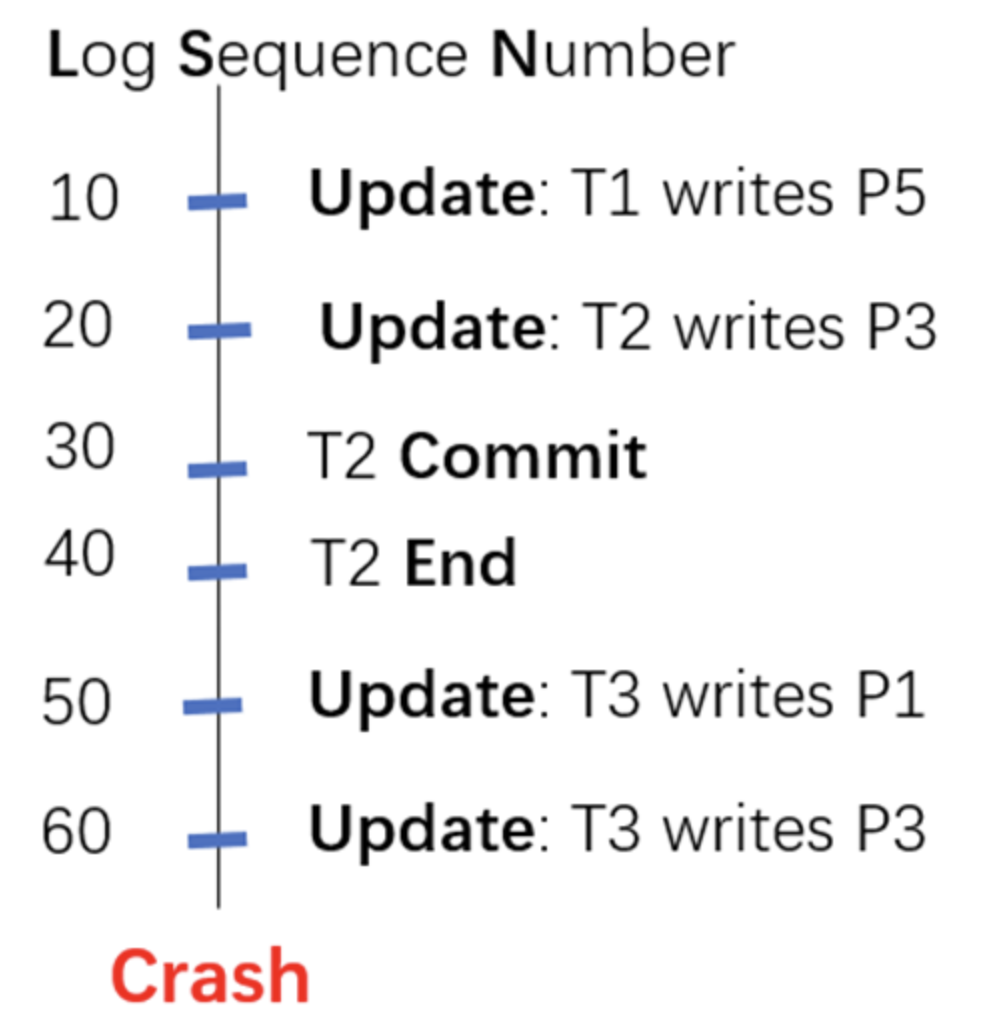 Log Sequence Number
10 Update: T1 writes P5
20 Update: T2 writes P3
30 T2 Commit
40 T2 End
50 Update: T3 writes P1
60 Update: T3 writes P3
Crash